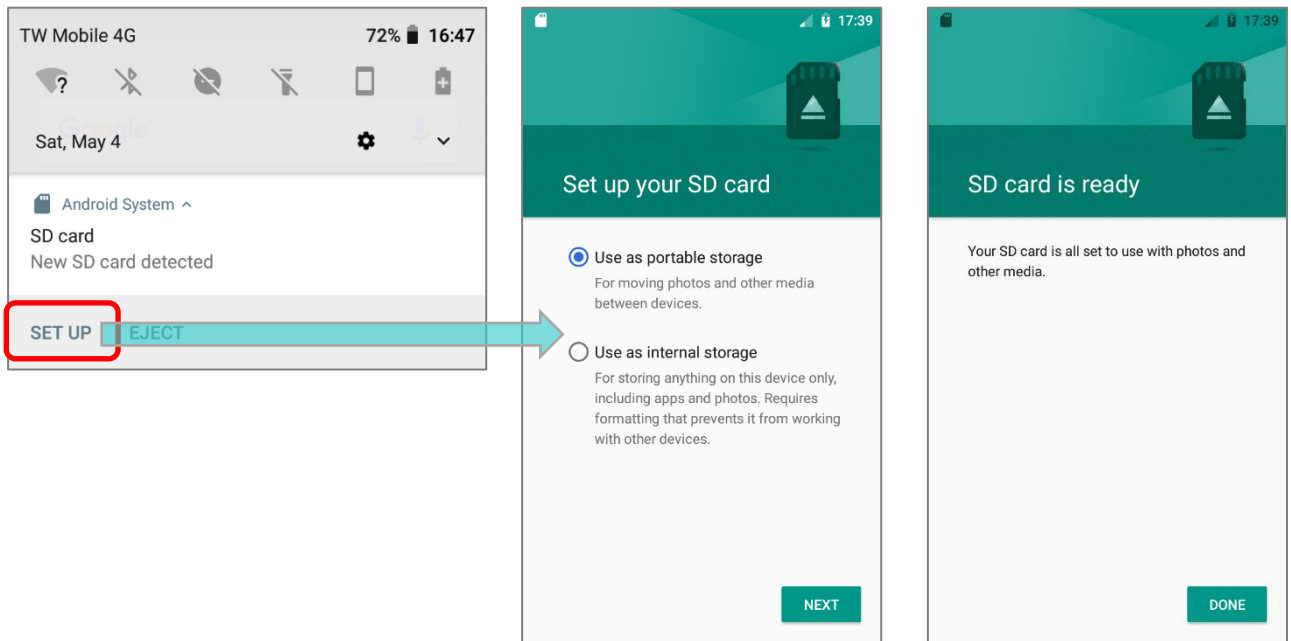 TW Mobile 4G 72% 16:47
?
Google
Sat, May 4
Android System
SD card
New SD card detected
SET UP EJECT
17:39
Set up your SD card
Use as portable storage
For moving photos and other media
between devices.
Use as internal storage
For storing anything on this device only,
including apps and photos. Requires
formatting that prevents it from working
with other devices.
NEXT
17:39
SD card is ready
Your SD card is all set to use with photos and
other media.
DONE